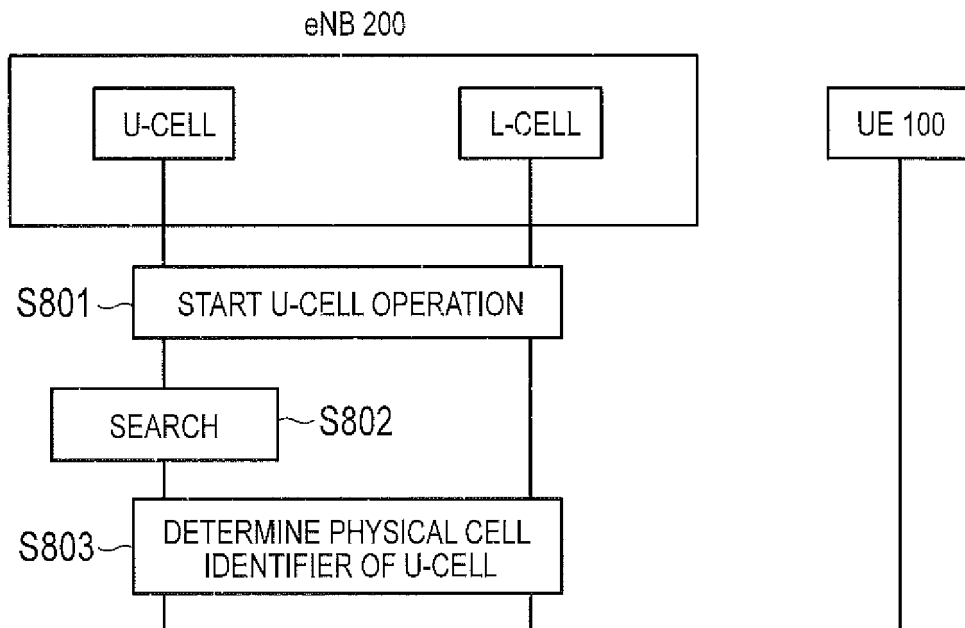 eNB 200
U-CELL
L-CELL
UE 100
S801
START U-CELL OPERATION
SEARCH
S802
S803
DETERMINE PHYSICAL CELL
IDENTIFIER OF U-CELL